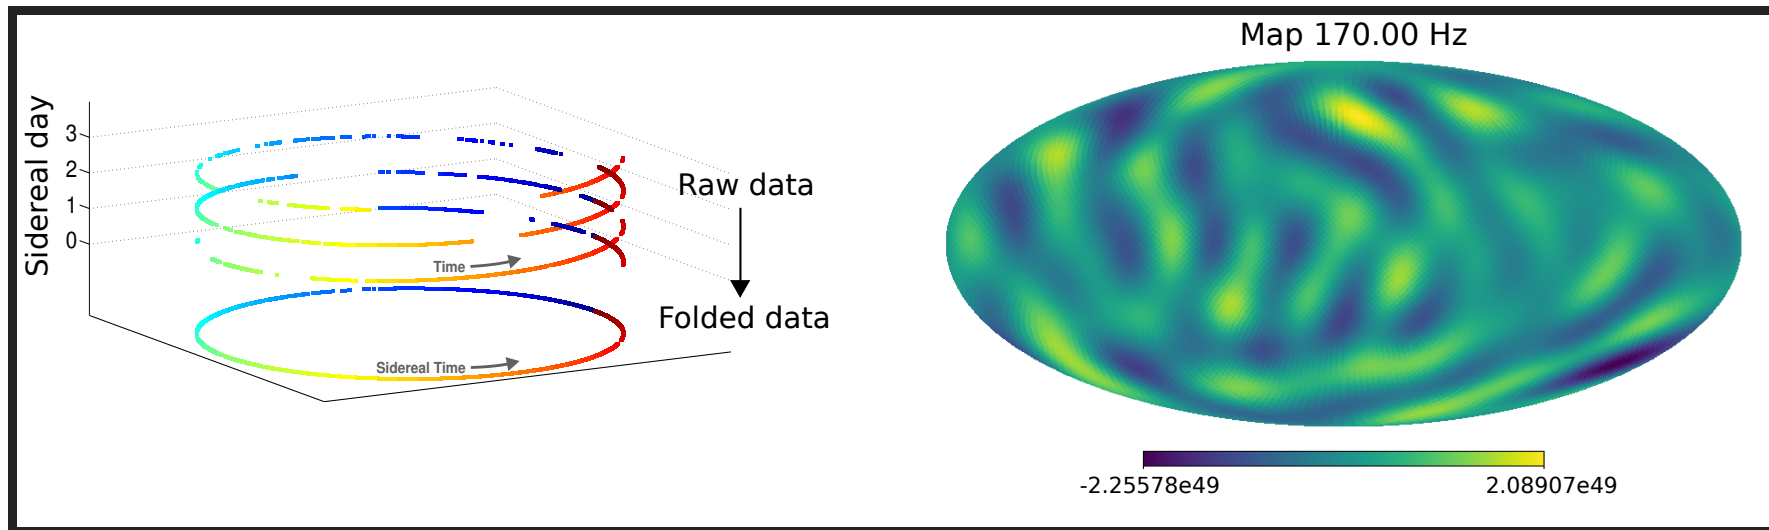 Sidereal day
3
2
1
0
Time
Sidereal Time
Raw data
Folded data
Map 170.00 Hz
-2.25578e49
2.08907e49